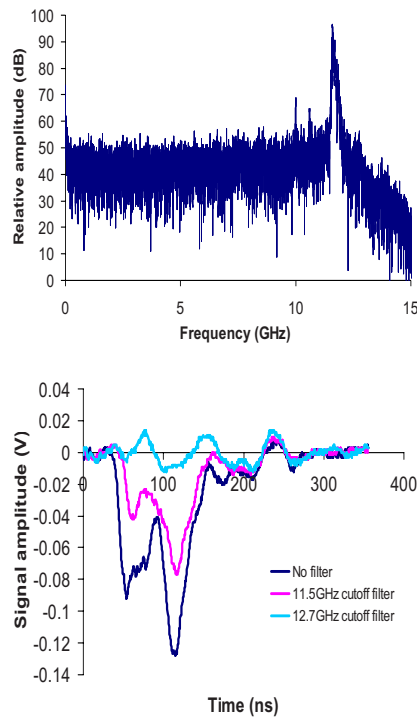 Relative amplitude (dB)
100
90
80
70
60
50
40
30
20
10
0
0 5 10 15
Frequency (GHz)
Signal amplitude (V)
0.04
0.02
0
-0.02
-0.04
-0.06
-0.08
-0.1
-0.12
-0.14
0 100 200 300 400
No filter
11.5GHz cutoff filter
12.7GHz cutoff filter
Time (ns)